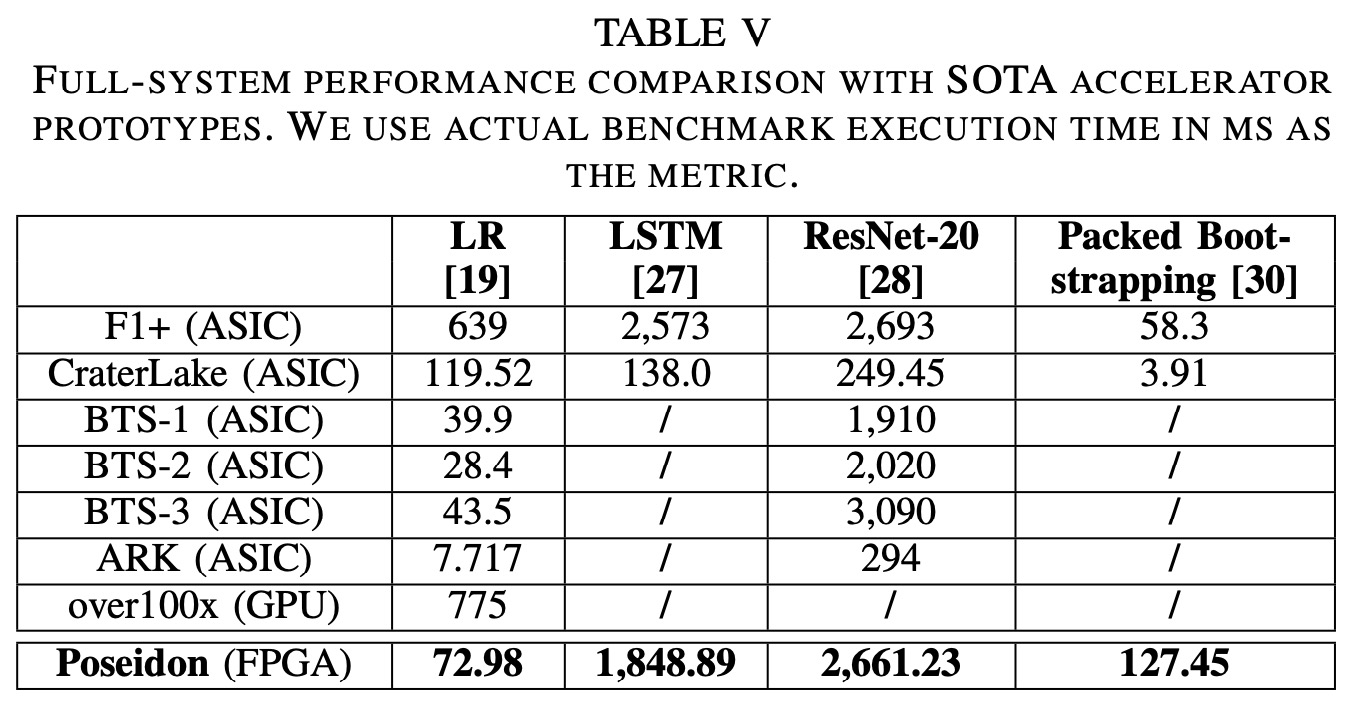 TABLE V
FULL-SYSTEM PERFORMANCE COMPARISON WITH SOTA ACCELERATOR
PROTOTYPES. WE USE ACTUAL BENCHMARK EXECUTION TIME IN MS AS
THE METRIC.
LR LSTM ResNet-20 Packed Boot-
[19] [27] [28] strapping [30]
F1+ (ASIC) 639 2,573 2,693 58.3
CraterLake (ASIC) 119.52 138.0 249.45 3.91
BTS-1 (ASIC) 39.9 / 1,910 /
BTS-2 (ASIC) 28.4 / 2,020 /
BTS-3 (ASIC) 43.5 / 3,090 /
ARK (ASIC) 7.717 / 294 /
over100x (GPU) 775 / / /
Poseidon (FPGA) 72.98 1,848.89 2,661.23 127.45